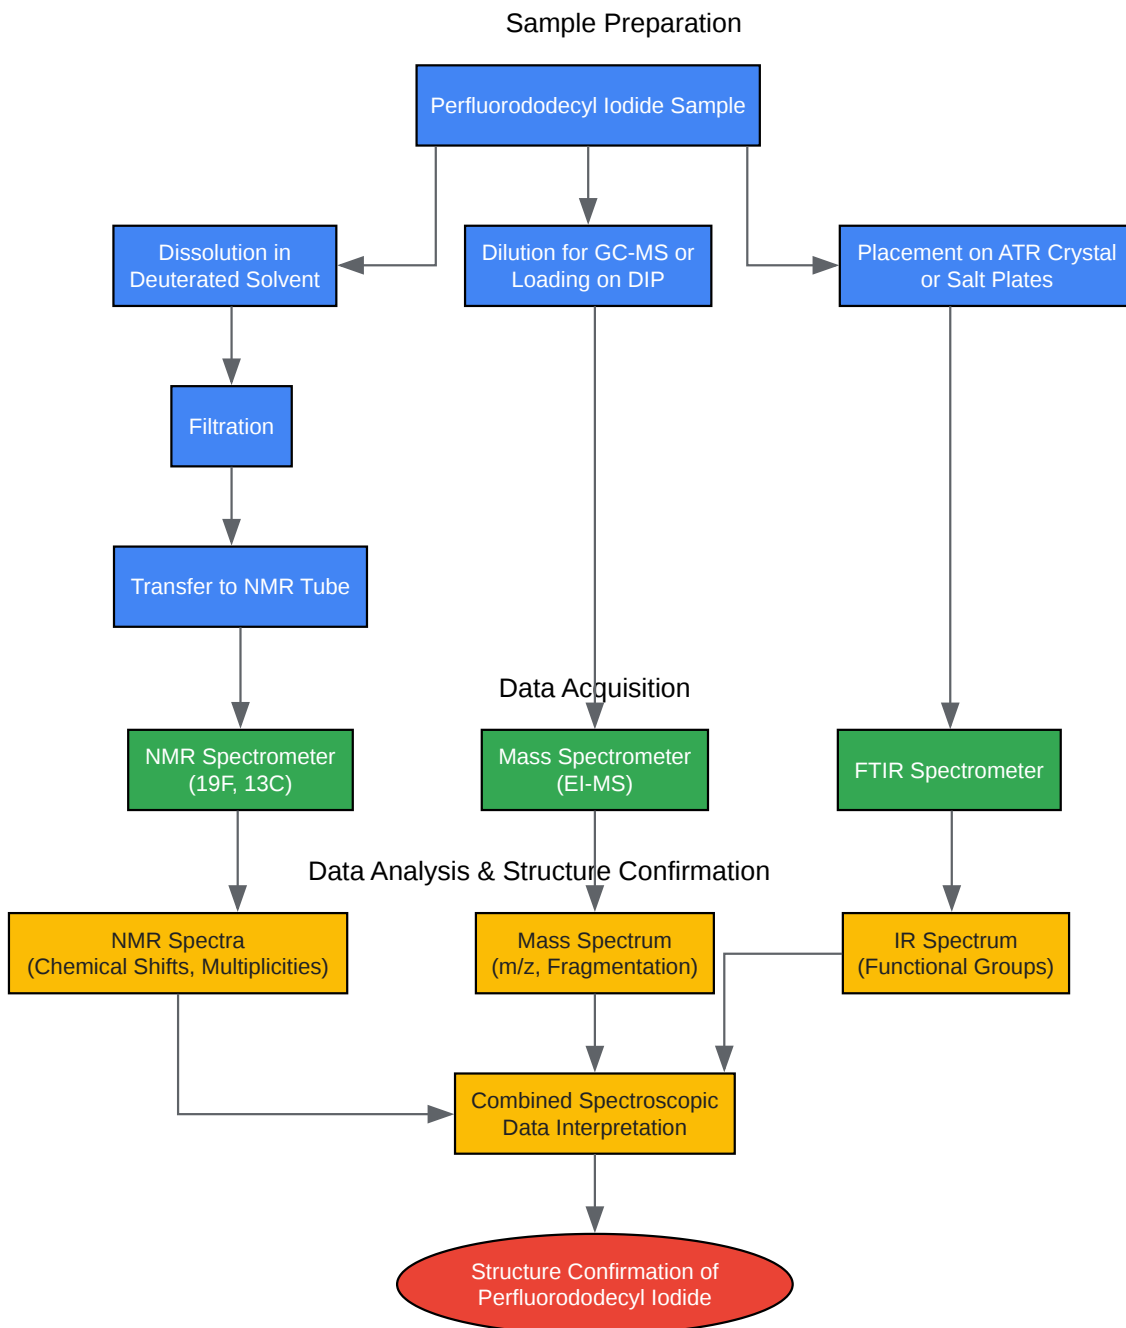 Sample Preparation
Perfluorododecyl Iodide Sample
Dissolution in
Deuterated Solvent
Dilution for GC-MS or
Loading on DIP
Placement on ATR Crystal
or Salt Plates
Filtration
Transfer to NMR Tube
Data Acquisition
NMR Spectrometer
(19F, 13C)
Mass Spectrometer
(EI-MS)
FTIR Spectrometer
Data Analysis & Structure Confirmation
NMR Spectra
(Chemical Shifts, Multiplicities)
Mass Spectrum
(m/z, Fragmentation)
IR Spectrum
(Functional Groups)
Combined Spectroscopic
Data Interpretation
Structure Confirmation of
Perfluorododecyl Iodide